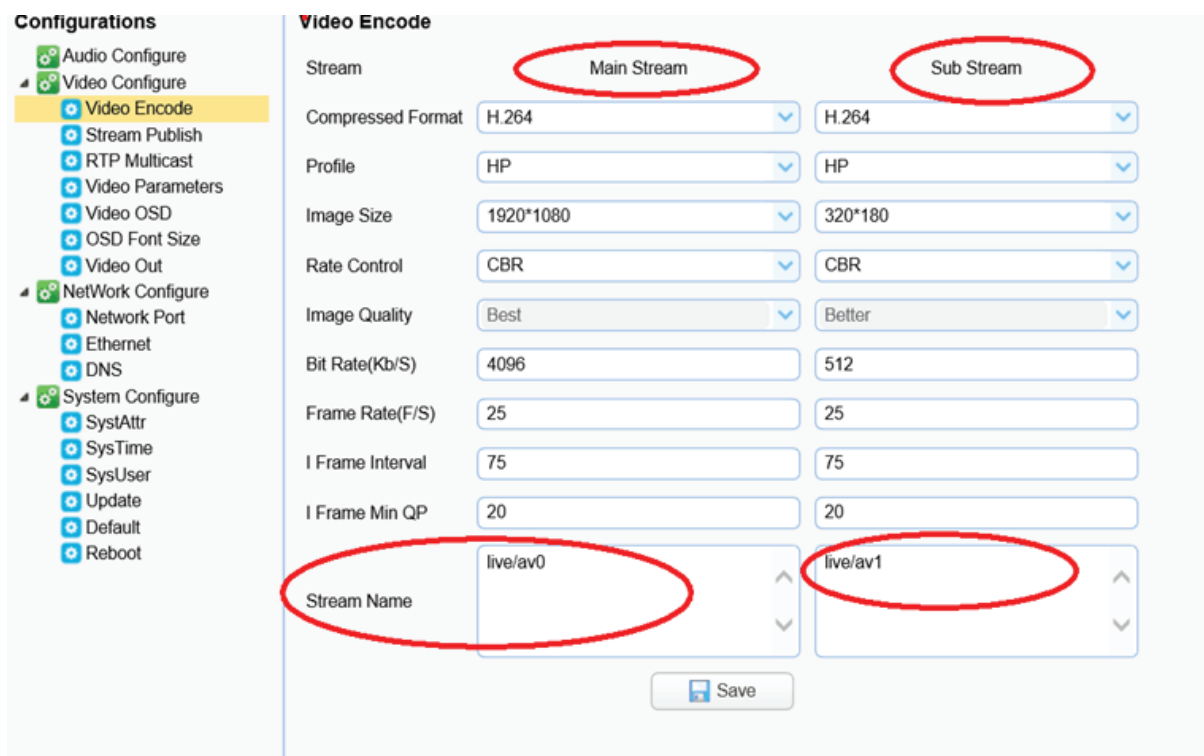 Configurations
Audio Configure
Video Configure
Video Encode
Stream Publish
RTP Multicast
Video Parameters
Video OSD
OSD Font Size
Video Out
NetWork Configure
Network Port
Ethernet
DNS
System Configure
SystAttr
SysTime
SysUser
Update
Default
Reboot
Video Encode
Stream Main Stream Sub Stream
Compressed Format H.264 H.264
Profile HP HP
Image Size 1920*1080 320*180
Rate Control CBR CBR
Image Quality Best Better
Bit Rate(Kb/S) 4096 512
Frame Rate(F/S) 25 25
I Frame Interval 75 75
I Frame Min QP 20 20
Stream Name live/av0 live/av1
Save